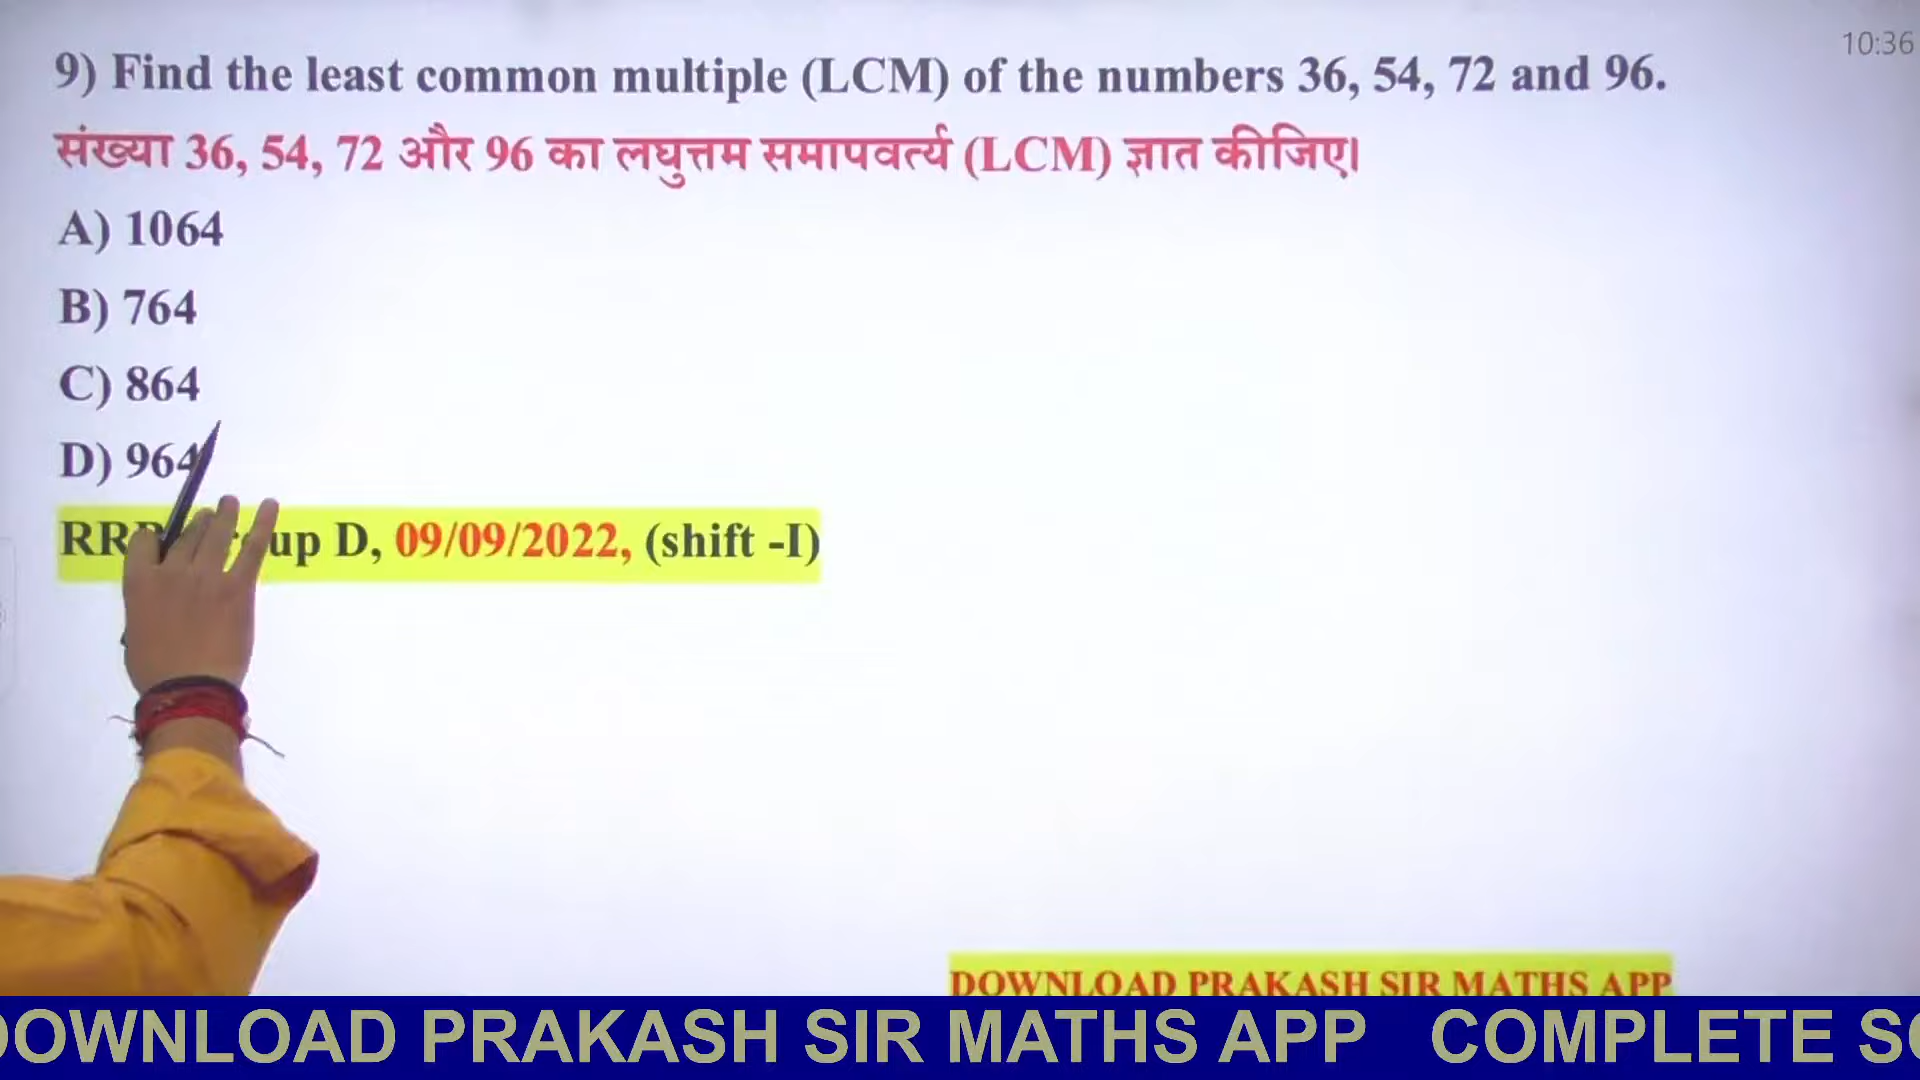 10:36
9) Find the least common multiple (LCM) of the numbers 36, 54, 72 and 96.
संख्या 36, 54, 72 और 96 का लघुत्तम समापवर्त्य (LCM) ज्ञात कीजिए।
A) 1064
B) 764
C) 864
D) 964
up D, 09/09/2022, (shift -I)
DOWNLOAD PRAKASH SIR MATHS APP
DOWNLOAD PRAKASH SIR MATHS APP COMPLETE